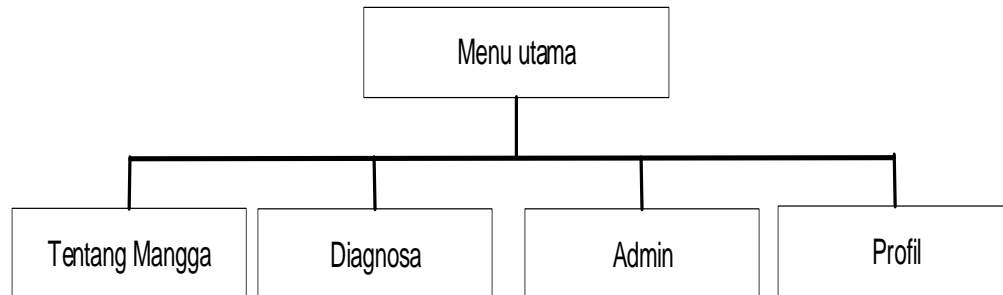 Menu utama
Tentang Mangga
Diagnosa
Admin
Profil